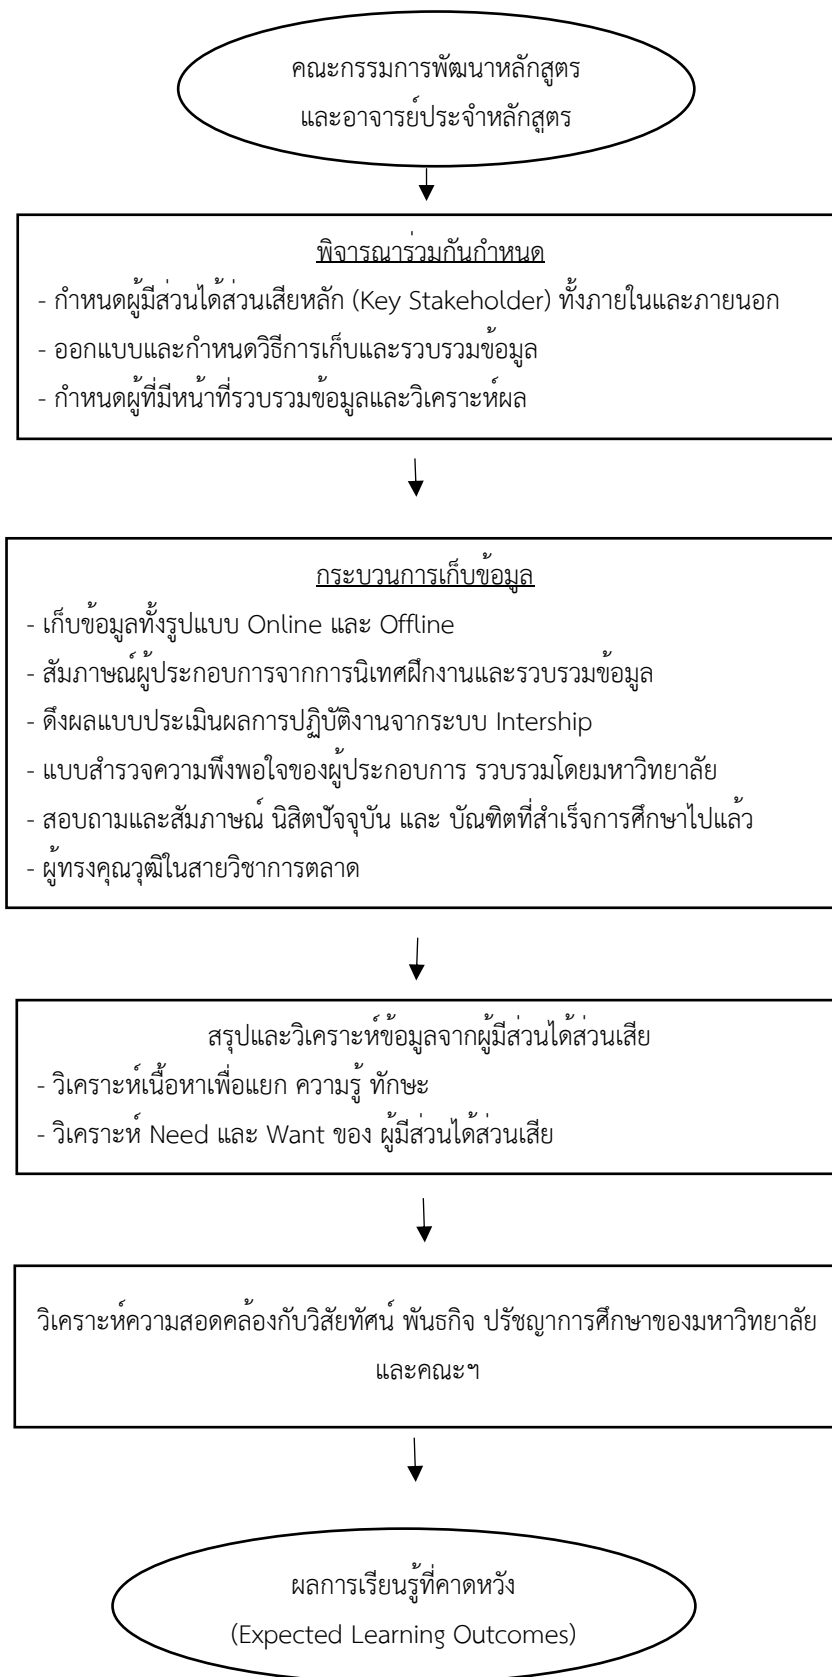 คณะกรรมการพัฒนาหลักสูตร
และอาจารย์ประจำหลักสูตร
พิจารณาร่วมกันกำหนด
- กำหนดผู้มีส่วนได้ส่วนเสียหลัก (Key Stakeholder) ทั้งภายในและภายนอก
- ออกแบบและกำหนดวิธีการเก็บและรวบรวมข้อมูล
- กำหนดผู้ที่มีหน้าที่รวบรวมข้อมูลและวิเคราะห์ผล
กระบวนการเก็บข้อมูล
- เก็บข้อมูลทั้งรูปแบบ Online และ Offline
- สัมภาษณ์ผู้ประกอบการจากการนิเทศฝึกงานและรวบรวมข้อมูล
- ดึงผลแบบประเมินผลการปฏิบัติงานจากระบบ Intership
- แบบสำรวจความพึงพอใจของผู้ประกอบการ รวบรวมโดยมหาวิทยาลัย
- สอบถามและสัมภาษณ์ นิสิตปัจจุบัน และ บัณฑิตที่สำเร็จการศึกษาไปแล้ว
- ผู้ทรงคุณวุฒิในสายวิชาการตลาด
สรุปและวิเคราะห์ข้อมูลจากผู้มีส่วนได้ส่วนเสีย
- วิเคราะห์เนื้อหาเพื่อแยก ความรู้ ทักษะ
- วิเคราะห์ Need และ Want ของ ผู้มีส่วนได้ส่วนเสีย
วิเคราะห์ความสอดคล้องกับวิสัยทัศน์ พันธกิจ ปรัชญาการศึกษาของมหาวิทยาลัย
และคณะฯ
ผลการเรียนรู้ที่คาดหวัง
(Expected Learning Outcomes)